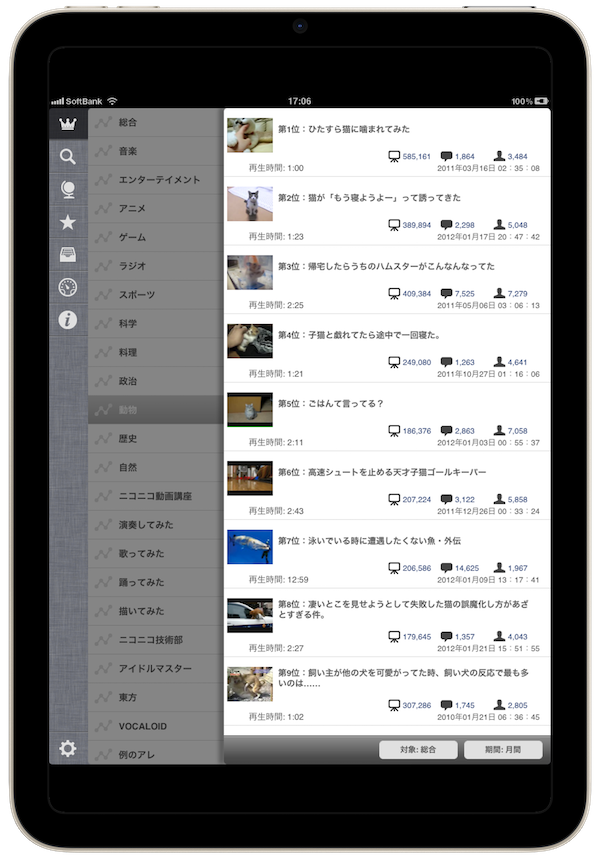 SoftBank 17:06 100%
総合
音楽
エンターテイメント
アニメ
ゲーム
ラジオ
スポーツ
科学
料理
政治
動物
歴史
自然
ニコニコ動画講座
演奏してみた
歌ってみた
踊ってみた
描いてみた
ニコニコ技術部
アイドルマスター
東方
VOCALOID
例のアレ
第1位：ひたすら猫に噛まれてみた
585,161 1,864 3,484
再生時間: 1:00 2011年03月16日 02：35：08
第2位：猫が「もう寝ようよー」って誘ってきた
389,894 2,298 5,048
再生時間: 1:23 2012年01月17日 20：47：42
第3位：帰宅したらうちのハムスターがこんなんなってた
409,384 7,525 7,279
再生時間: 2:25 2011年05月06日 03：06：13
第4位：子猫と戯れてたら途中で一回寝た。
249,080 1,263 4,641
再生時間: 1:21 2011年10月27日 01：16：06
第5位：ごはんて言ってる？
186,376 2,863 7,058
再生時間: 2:11 2012年01月03日 00：55：37
第6位：高速シュートを止める天才子猫ゴールキーパー
207,224 3,122 5,858
再生時間: 2:43 2011年12月26日 00：33：24
第7位：泳いでいる時に遭遇したくない魚・外伝
206,586 14,625 1,967
再生時間: 12:59 2012年01月09日 13：17：41
第8位：凄いとこを見せようとして失敗した猫の誤魔化し方があざ
とすぎる件。
179,645 1,357 4,043
再生時間: 2:27 2012年01月21日 15：51：55
第9位：飼い主が他の犬を可愛がってた時、飼い犬の反応で最も多
いのは……
307,286 1,745 2,805
再生時間: 1:02 2010年01月21日 06：36：45
対象: 総合 期間: 月間